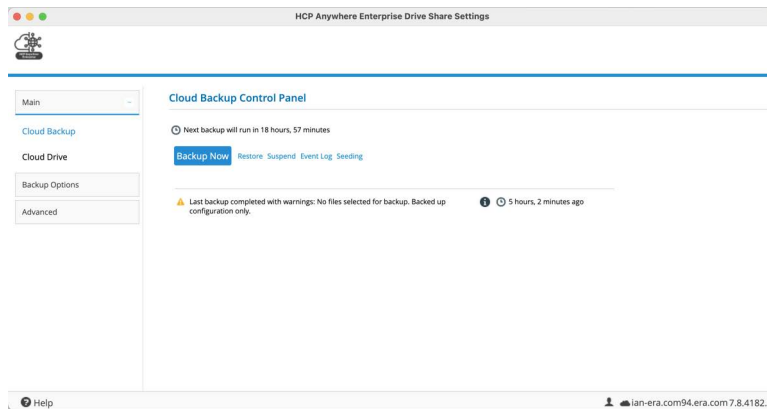 HCP Anywhere Enterprise Drive Share Settings
HCP Anywhere
Enterprise
Main
Cloud Backup
Cloud Drive
Backup Options
Advanced
Cloud Backup Control Panel
Next backup will run in 18 hours, 57 minutes
Backup Now Restore Suspend Event Log Seeding
Last backup completed with warnings: No files selected for backup. Backed up
configuration only.
5 hours, 2 minutes ago
Help
ian-era.com94.era.com 7.8.4182.